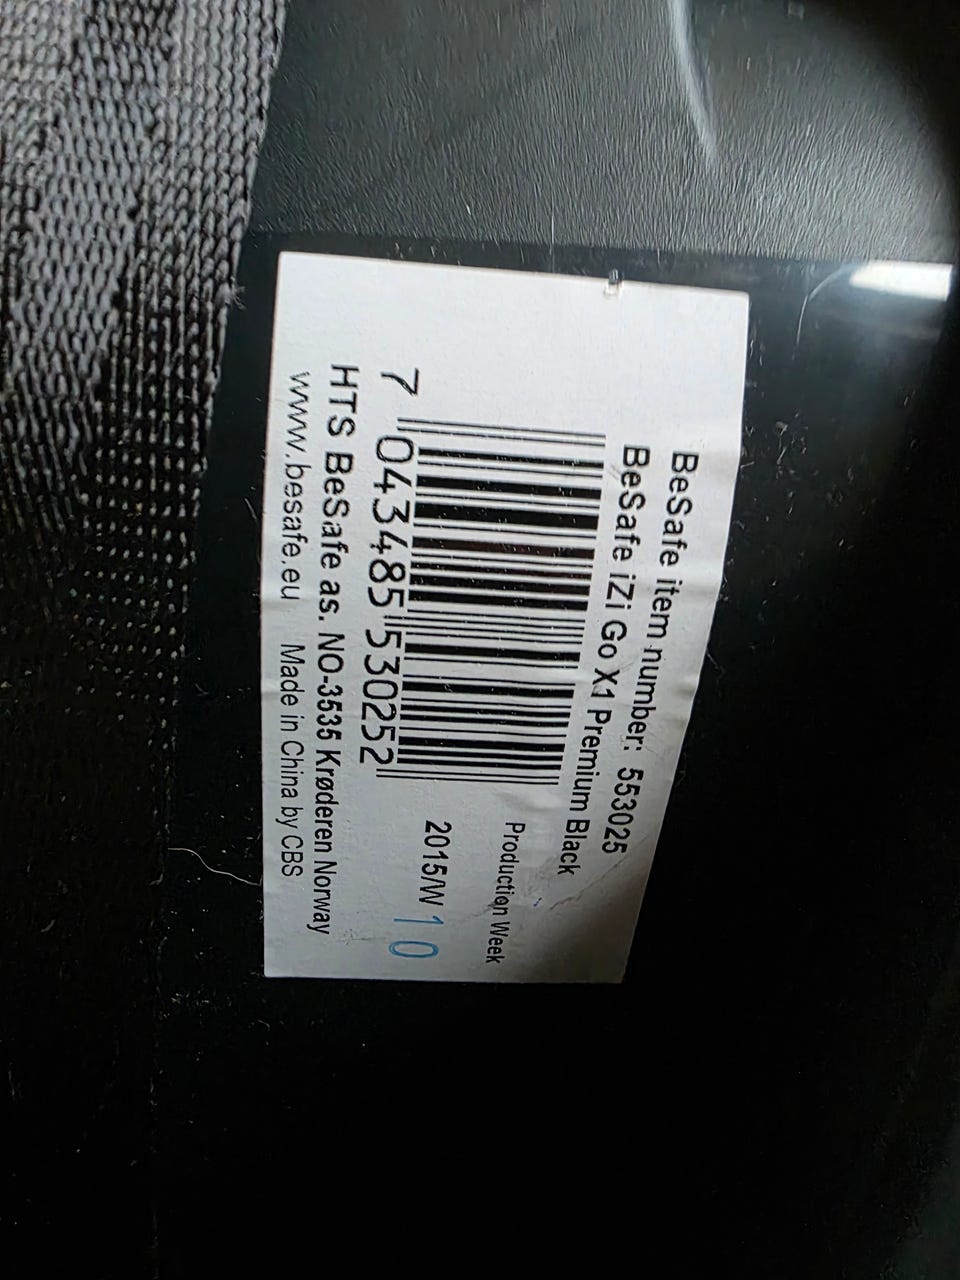 BeSafe item number: 553025
BeSafe iZi Go X1 Premium Black
Production Week
2015/W 10
7 043485 530252
HTS BeSafe as. NO-3535 Krøderen Norway
www.besafe.eu Made in China by CBS